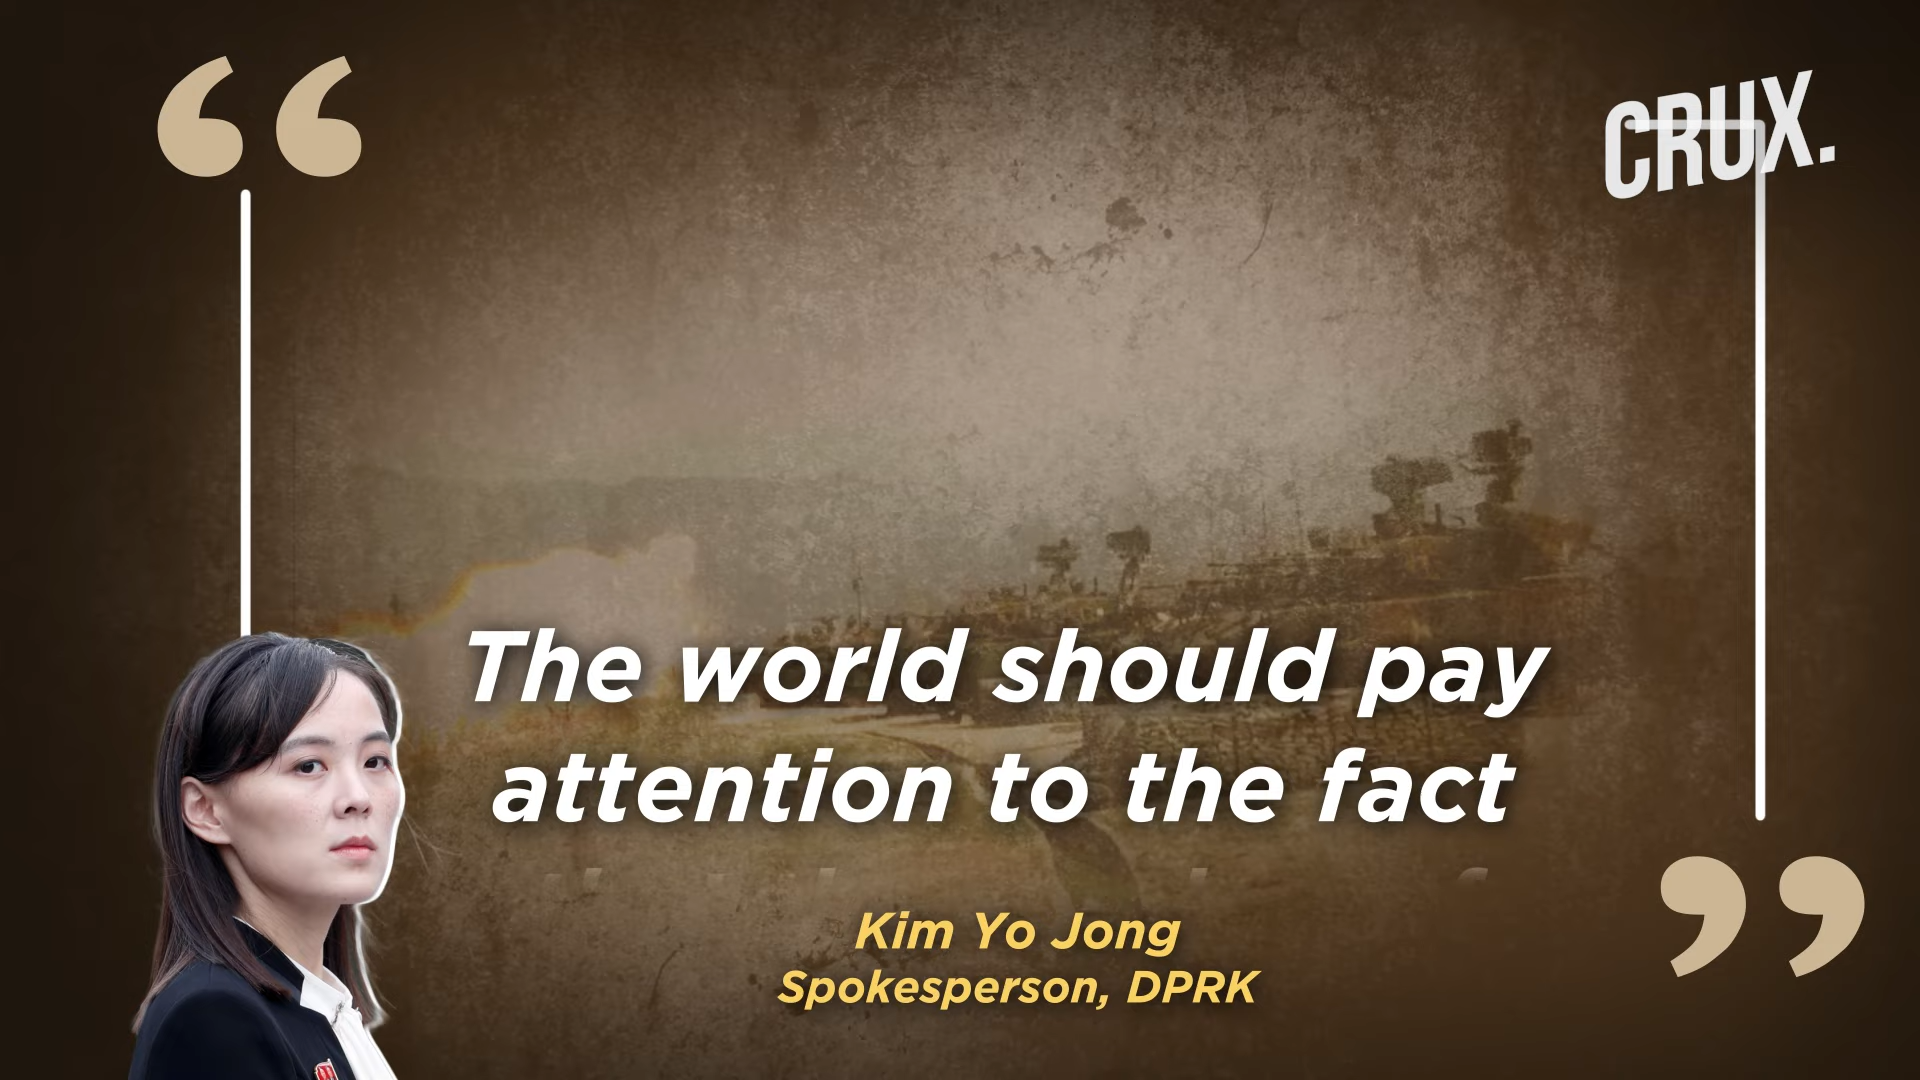 CRUX.
The world should pay
attention to the fact
Kim Yo Jong
Spokesperson, DPRK